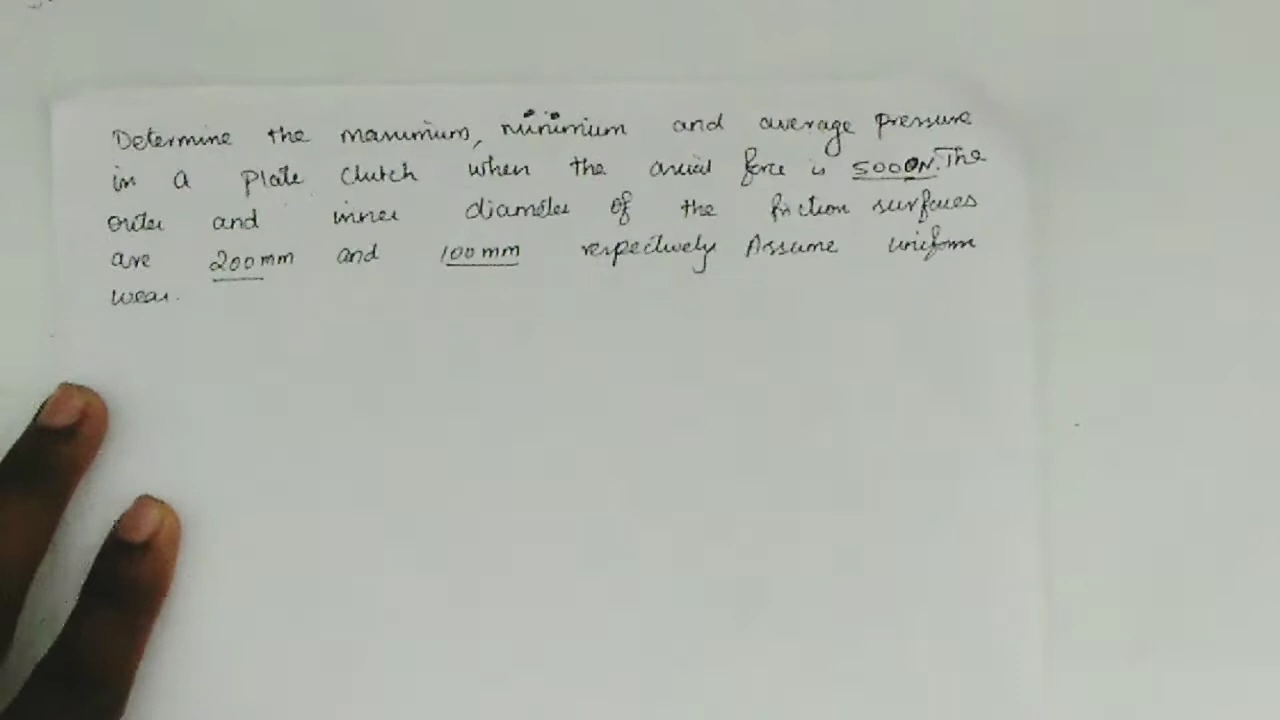 Determine the maximum, minimum and average pressure
in a plate clutch when the axial force is 5000N. The
outer and inner diameter of the friction surfaces
are 200mm and 100mm respectively Assume uniform
wear.